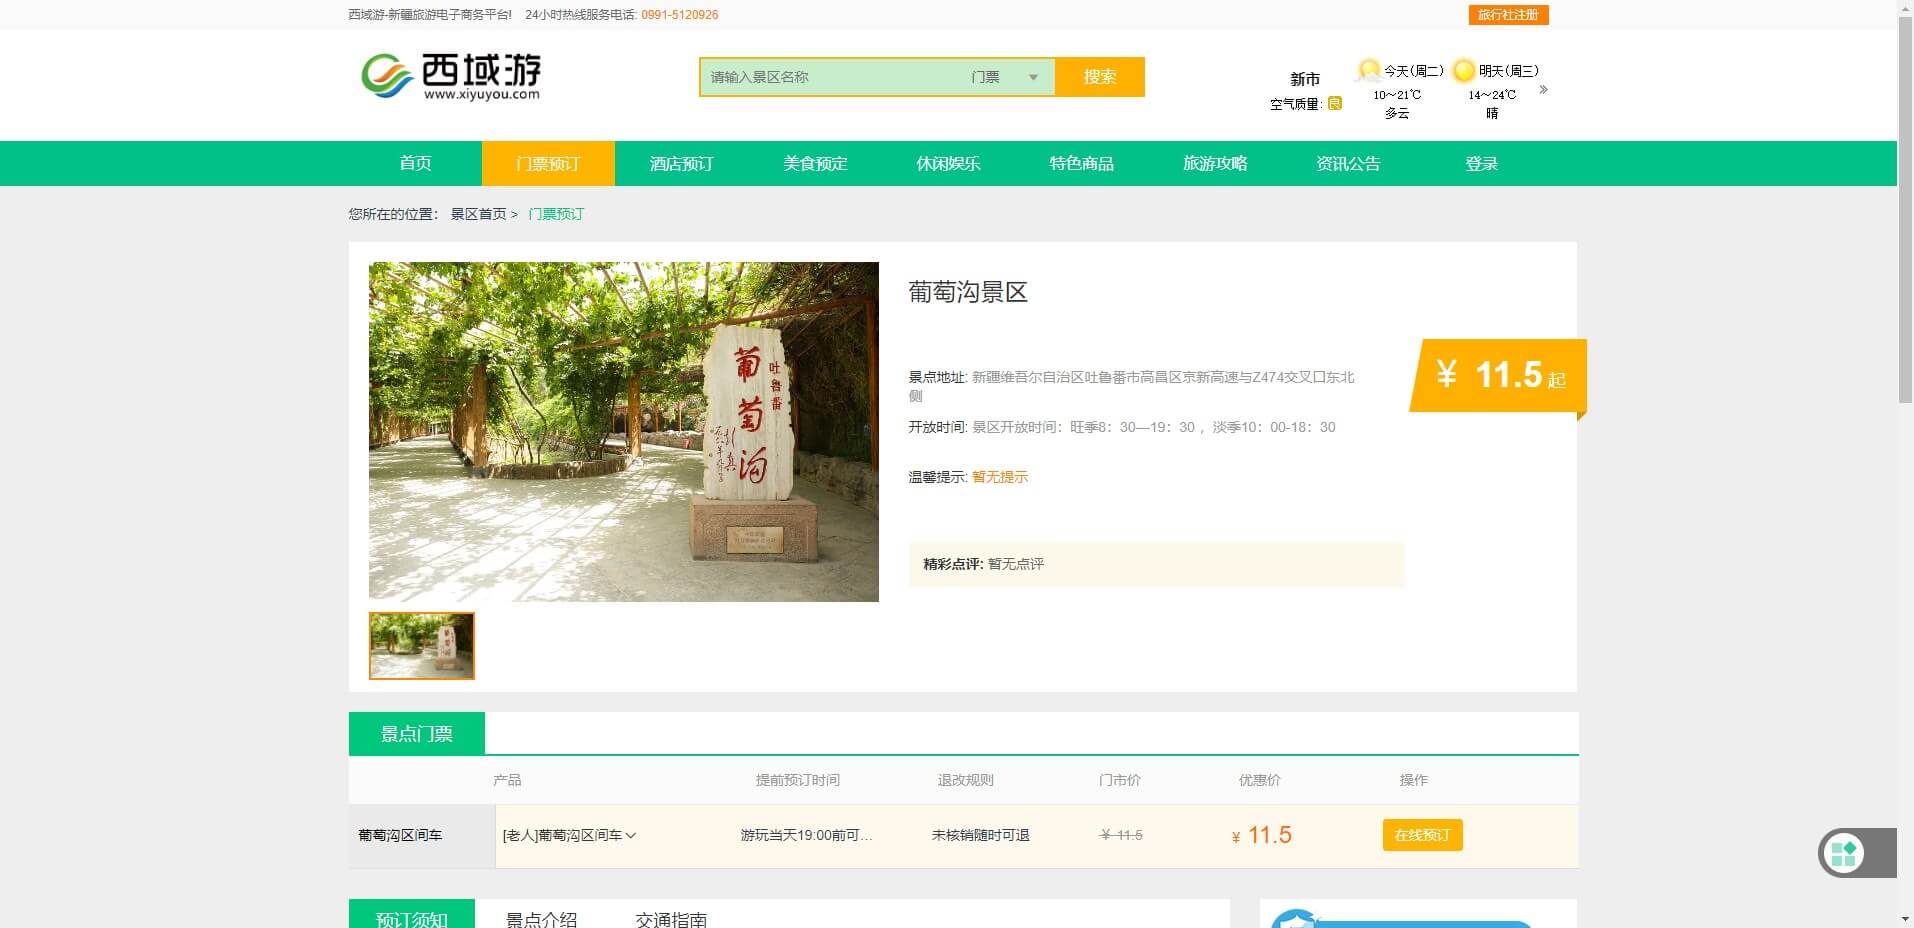 西域游-新疆旅游电子商务平台! 24小时热线服务电话: 0991-5120926
旅行社注册
西域游
www.xiyuyou.com
请输入景区名称 门票 搜索
新市
空气质量: 良
今天(周二)
10～21℃
多云
明天(周三)
14～24℃
晴
»
首页 门票预订 酒店预订 美食预定 休闲娱乐 特色商品 旅游攻略 资讯公告 登录
您所在的位置： 景区首页 > 门票预订
葡萄沟
吐鲁番
葡萄沟景区
¥ 11.5 起
景点地址: 新疆维吾尔自治区吐鲁番市高昌区京新高速与Z474交叉口东北
侧
开放时间: 景区开放时间：旺季8：30—19：30 ，淡季10：00-18：30
温馨提示: 暂无提示
精彩点评: 暂无点评
景点门票
产品 提前预订时间 退改规则 门市价 优惠价 操作
葡萄沟区间车 [老人]葡萄沟区间车 游玩当天19:00前可... 未核销随时可退 ¥ 11.5 ¥ 11.5 在线预订
预订须知 景点介绍 交通指南